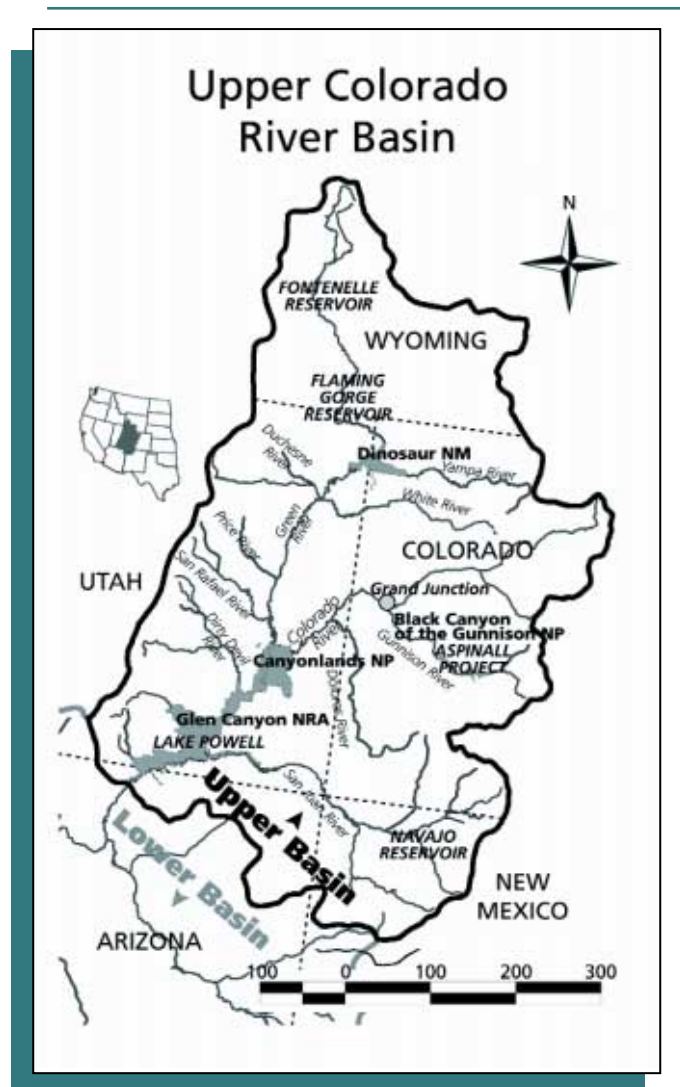 Upper Colorado
River Basin
N
FONTENELLE
RESERVOIR
WYOMING
FLAMING
GORGE
RESERVOIR
Duchesne
River
Dinosaur NM
Yampa River
White River
Green
River
Price River
COLORADO
San Rafael River
UTAH
Grand Junction
Dirty Devil
River
Colorado
River
Black Canyon
of the Gunnison NP
Gunnison River
ASPINALL
PROJECT
Canyonlands NP
Dolores River
Glen Canyon NRA
LAKE POWELL
San Juan River
Upper Basin
NAVAJO
RESERVOIR
Lower Basin
NEW
MEXICO
ARIZONA
100 0 100 200 300